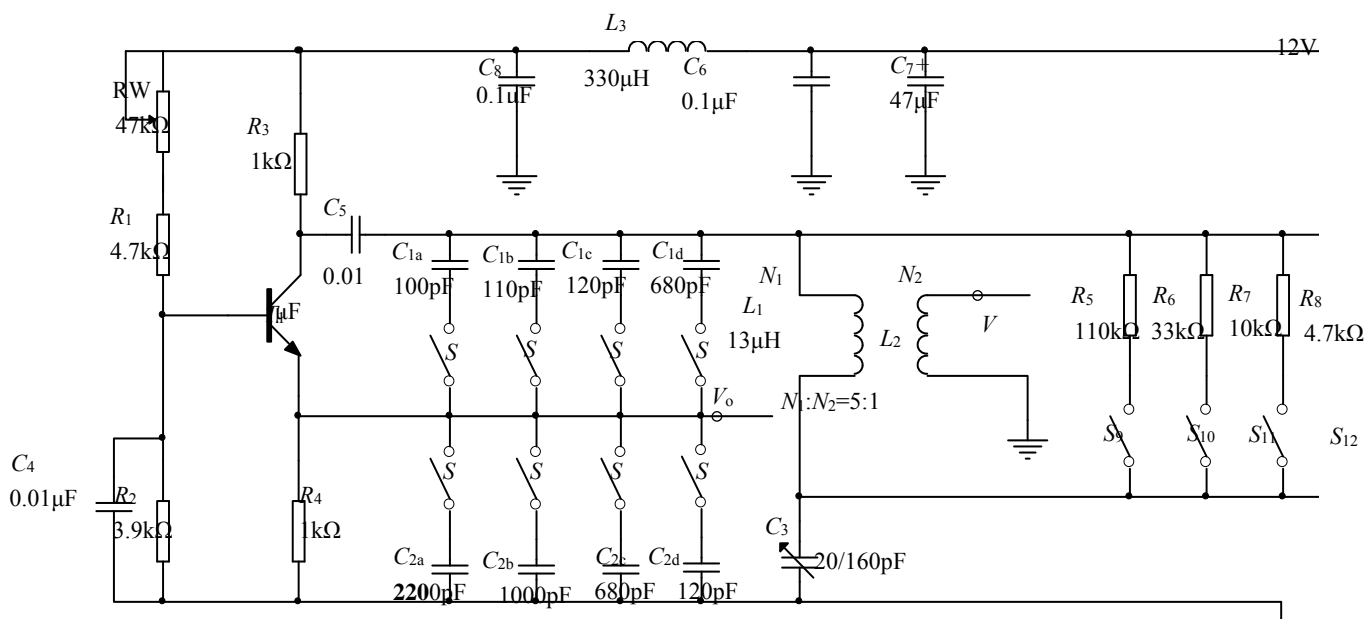 L3
12V
C8
0.1μF
330μH
C6
0.1μF
C7+
47μF
RW
47kΩ
R3
1kΩ
R1
4.7kΩ
C5
0.01
μF
C1a
100pF
C1b
110pF
C1c
120pF
C1d
680pF
N1
N2
L1
13μH
L2
V
R5
110kΩ
R6
33kΩ
R7
10kΩ
R8
4.7kΩ
S
S
S
S
Vo
N1:N2=5:1
S9
S10
S11
S12
C4
0.01μF
R2
3.9kΩ
R4
1kΩ
S
S
S
S
C2a
2200pF
C2b
1000pF
C2c
680pF
C2d
120pF
C3
20/160pF